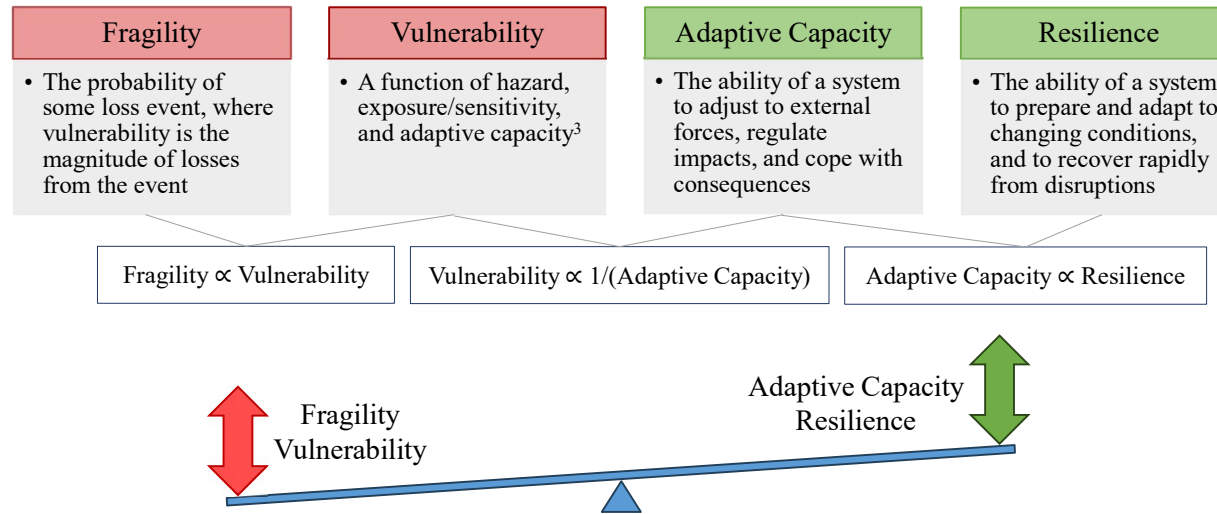 Fragility
• The probability of
some loss event, where
vulnerability is the
magnitude of losses
from the event
Vulnerability
• A function of hazard,
exposure/sensitivity,
and adaptive capacity³
Adaptive Capacity
• The ability of a system
to adjust to external
forces, regulate
impacts, and cope with
consequences
Resilience
• The ability of a system
to prepare and adapt to
changing conditions,
and to recover rapidly
from disruptions
Fragility ∝ Vulnerability
Vulnerability ∝ 1/(Adaptive Capacity)
Adaptive Capacity ∝ Resilience
Fragility
Vulnerability
Adaptive Capacity
Resilience